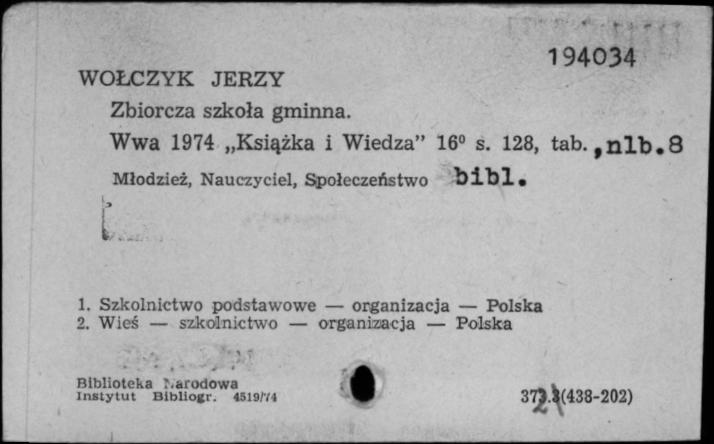 194034
WOŁCZYK JERZY
Zbiorcza szkoła gminna.
Wwa 1974 „Książka i Wiedza” 16⁰ s. 128, tab. ,nlb.8
Młodzież, Nauczyciel, Społeczeństwo bibl.
1. Szkolnictwo podstawowe — organizacja — Polska
2. Wieś — szkolnictwo — organizacja — Polska
Biblioteka Narodowa
Instytut Bibliogr. 4519/74
(438-202)